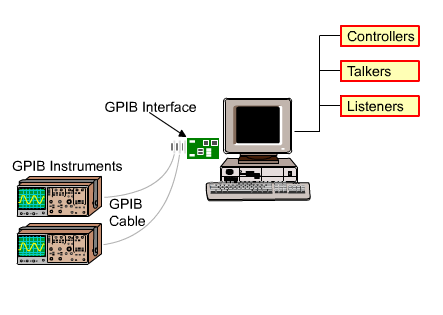 Controllers
Talkers
Listeners
GPIB Interface
GPIB Instruments
GPIB
Cable